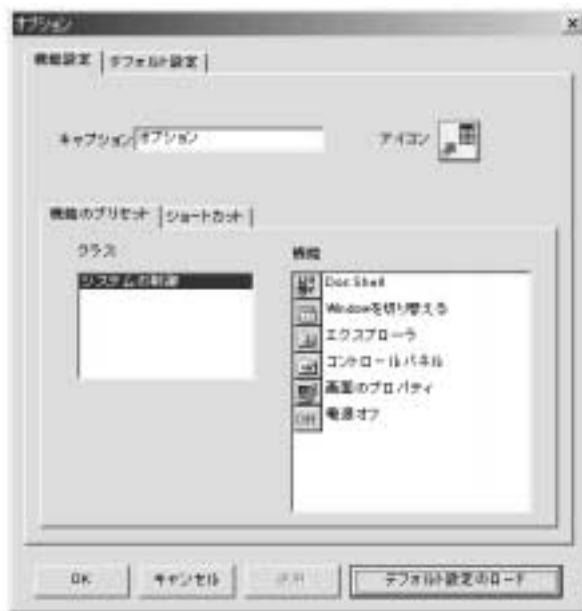 オプション
機能設定 デフォルト設定
キャプション オプション アイコン
機能のプリセット ショートカット
クラス 機能
システムの制御
Dos Shell
Windowを切り替える
エクスプローラ
コントロールパネル
画面のプロパティ
電源オフ
OK キャンセル 適用 デフォルト設定のロード